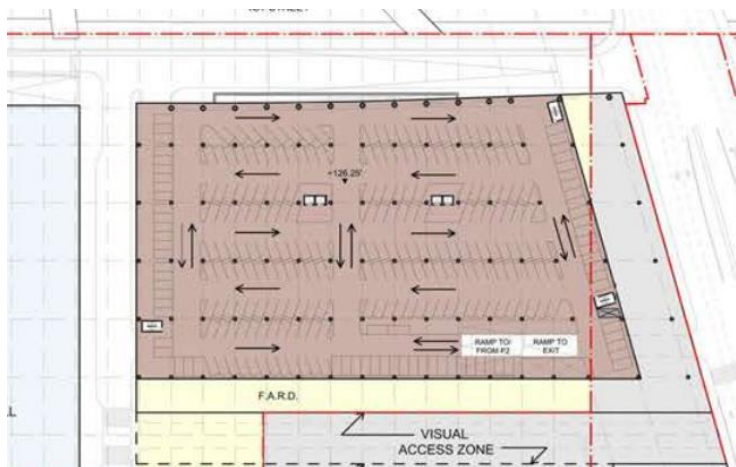 +126.25'
RAMP TO/
FROM P2
RAMP TO
EXIT
F.A.R.D.
L
VISUAL
ACCESS ZONE